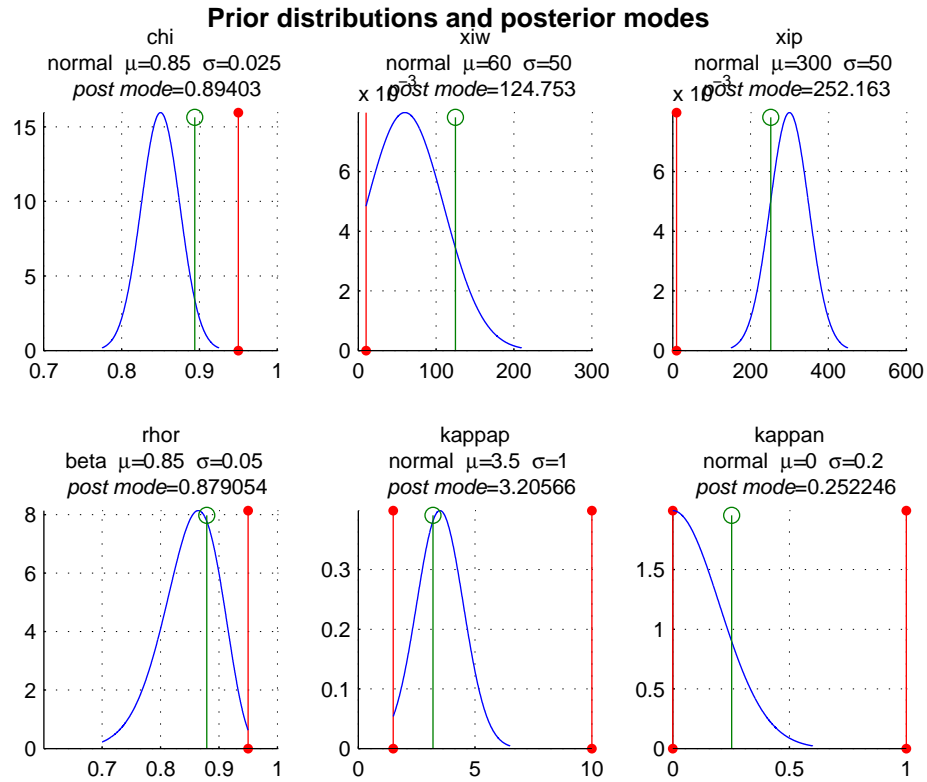 Prior distributions and posterior modes
chi
normal μ=0.85 σ=0.025
post mode=0.89403
15
10
5
0
0.7 0.8 0.9 1
xiw
normal μ=60 σ=50
post mode=124.753
x 10⁻³
6
4
2
0
0 100 200 300
xip
normal μ=300 σ=50
post mode=252.163
x 10⁻³
6
4
2
0
0 200 400 600
rhor
beta μ=0.85 σ=0.05
post mode=0.879054
8
6
4
2
0
0.7 0.8 0.9 1
kappap
normal μ=3.5 σ=1
post mode=3.20566
0.3
0.2
0.1
0
0 5 10
kappan
normal μ=0 σ=0.2
post mode=0.252246
1.5
1
0.5
0
0 0.5 1